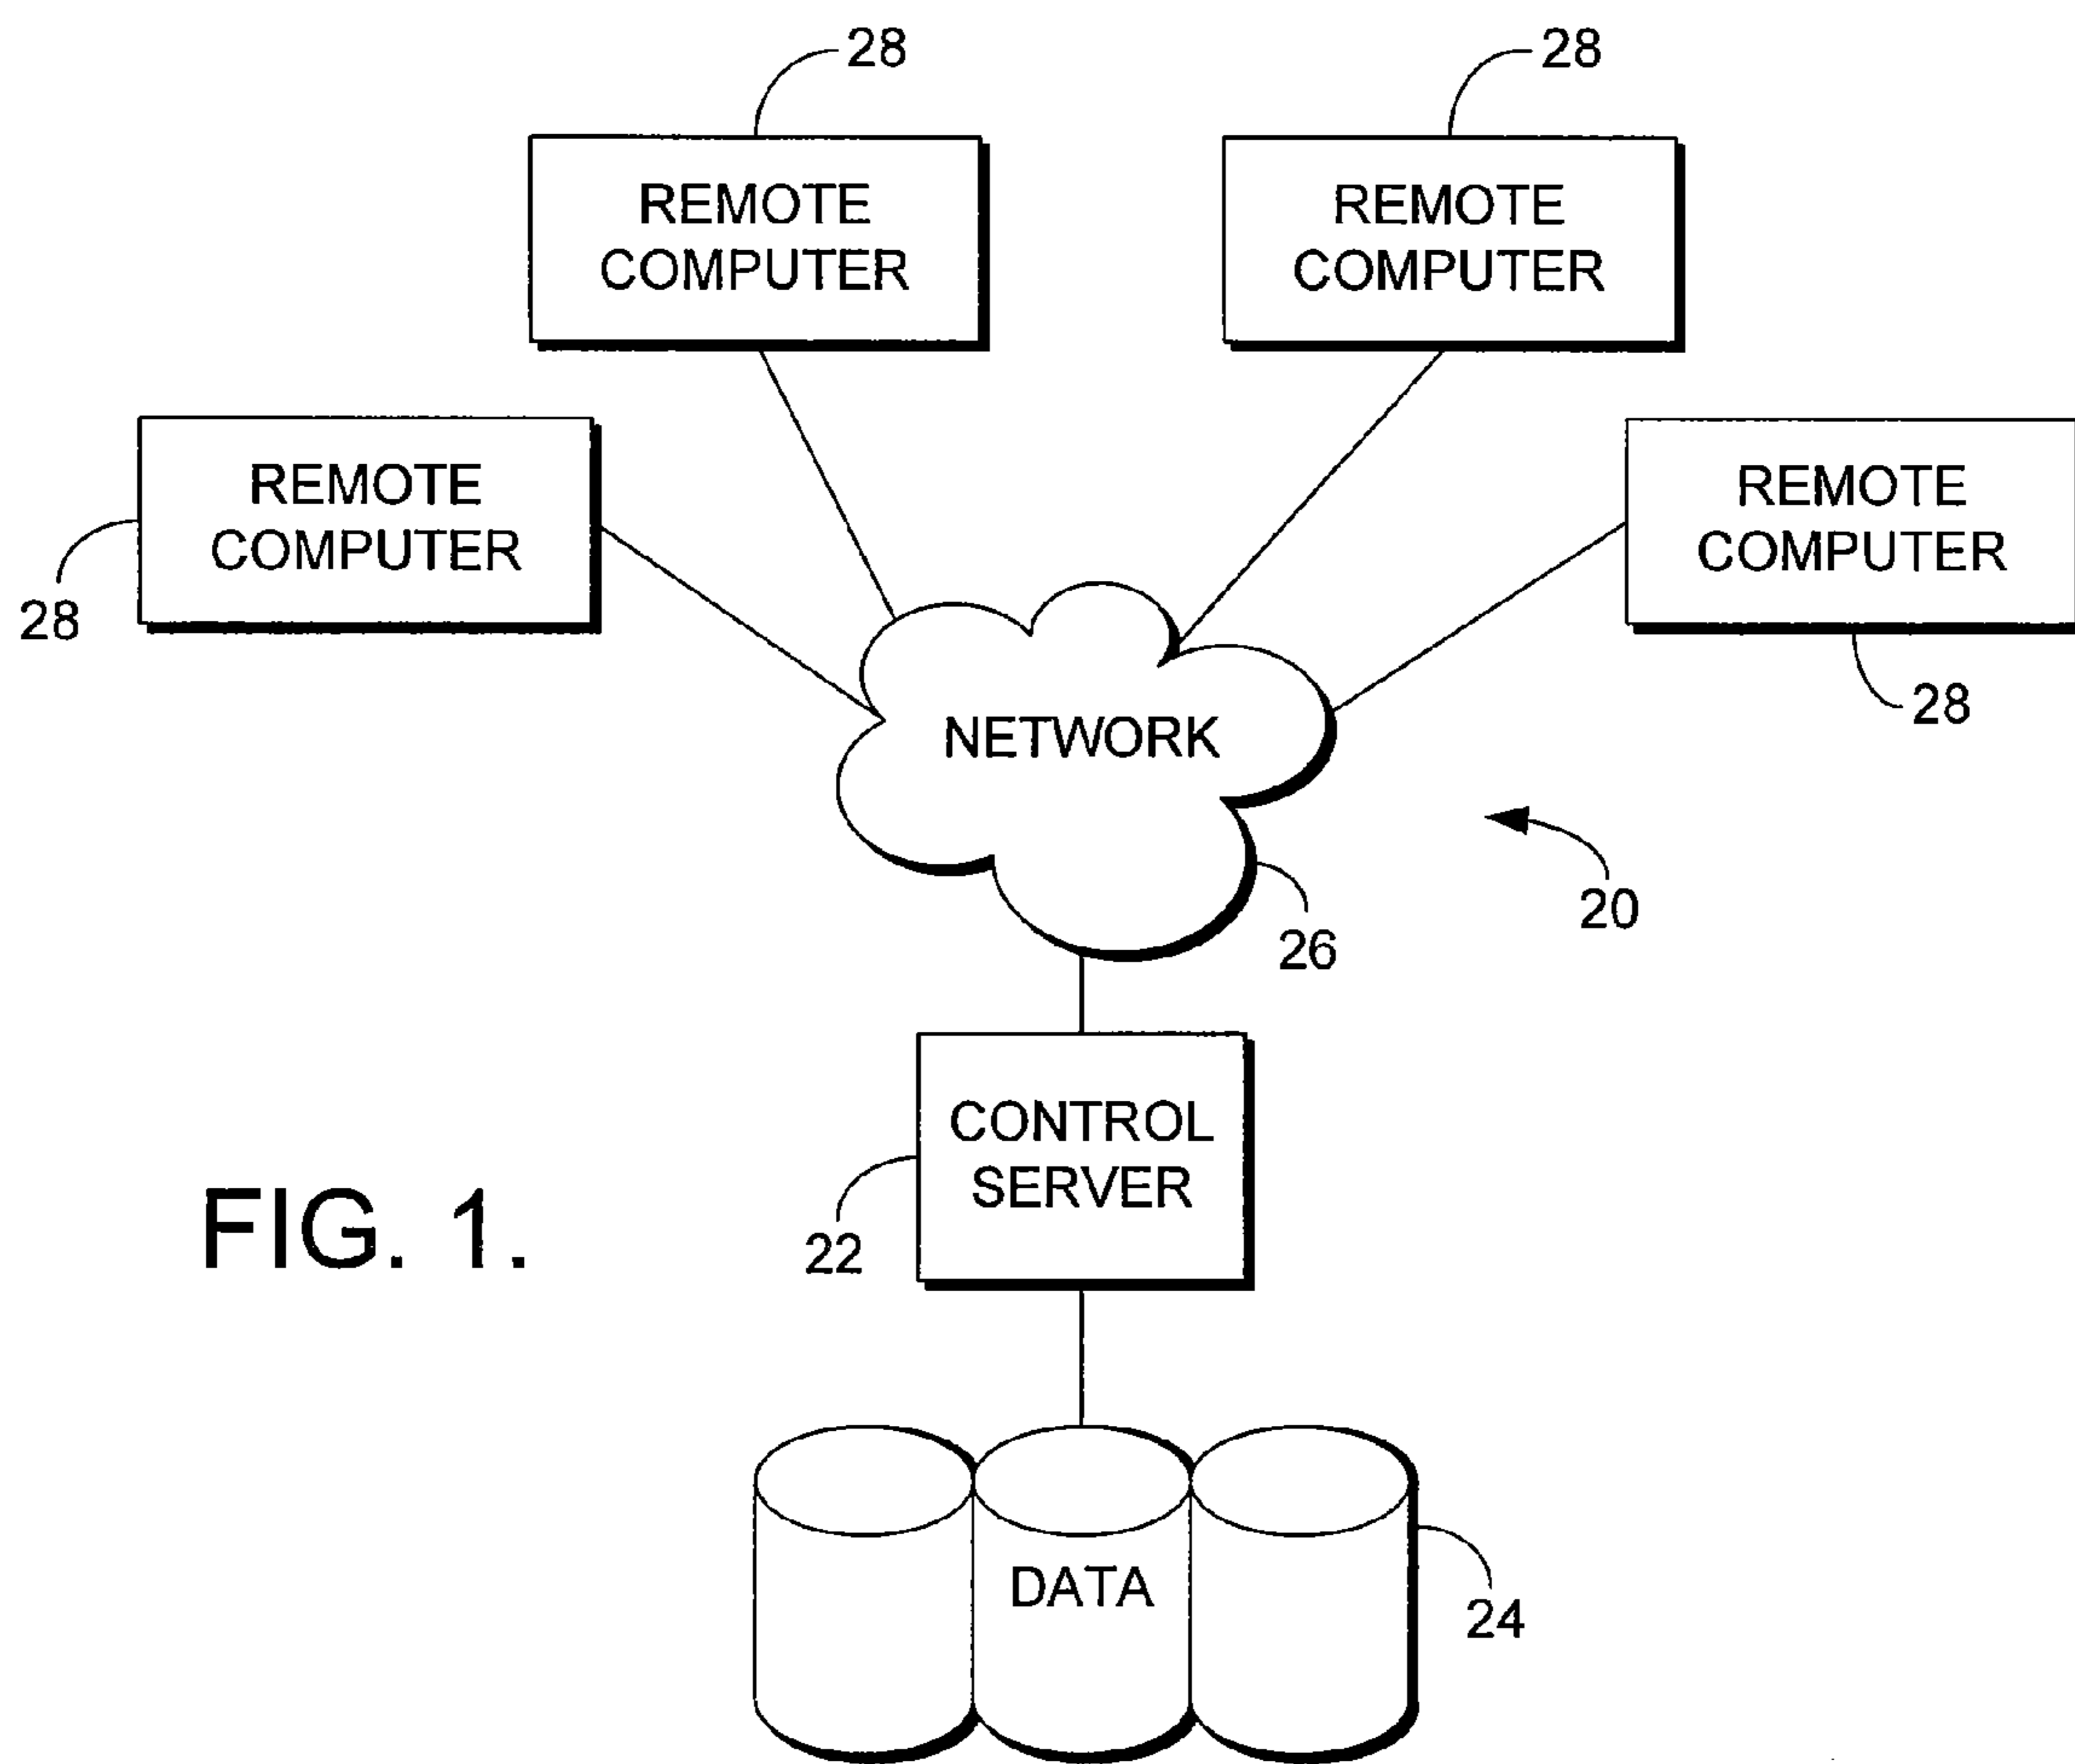 28
28
REMOTE
COMPUTER
REMOTE
COMPUTER
REMOTE
COMPUTER
REMOTE
COMPUTER
28
28
NETWORK
20
26
CONTROL
SERVER
22
FIG. 1.
DATA
24